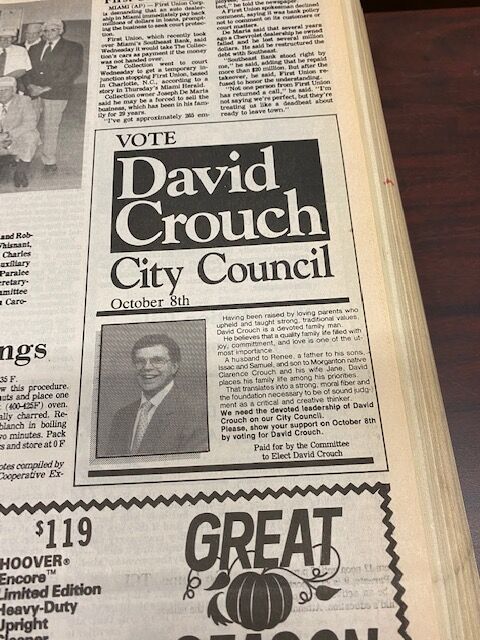 MIAMI (AP) — First Union Corp.
is demanding that an auto dealer-
ship in Miami immediately pay back
millions of dollars in loans, prompt-
ing the business to seek court protec-
tion.
First Union, which recently took
over Miami's Southeast Bank, said
Wednesday it would take The Collec-
tion's cars as payment if the money
was not handed over.
The Collection went to court
Wednesday to get a temporary in-
junction stopping First Union, based
in Charlotte, N.C., according to a
story in Thursday's Miami Herald.
Collection owner Joseph De Maria
said he may be forced to sell the
business, which has been in his fam-
ily for 29 years.
"I've got approximately 265 em-
ject," he told the newspaper.
A First Union spokesman declined
comment, saying it was bank policy
not to comment on its customers or
court matters.
De Maria said that several years
ago a Chevrolet dealership he owned
failed and he lost several million
dollars. He said he restructured the
debt with Southeast.
"Southeast bank stood right by
me," he said, adding that he repaid
more than $20 million. But after the
takeover, he said, First Union re-
fused to honor the understanding.
"Not one person from First Union
has returned a call," he said. "I'm
not saying we're perfect, but they're
treating us like a deadbeat about
ready to leave town."
VOTE
David
Crouch
City Council
October 8th
Having been raised by loving parents who
upheld and taught strong, traditional values,
David Crouch is a devoted family man.
He believes that a quality family life filled with
joy, committment, and love is one of the ut-
most importance.
A husband to Renee, a father to his sons,
Issac and Samuel, and son to Morganton native
Clarence Crouch and his wife Jane, David
places his family life among his priorities.
That translates into a strong, moral fiber and
the foundation necessary to be of sound judg-
ment as a critical and creative thinker.
We need the devoted leadership of David
Crouch on our City Council.
Please, show your support on October 8th
by voting for David Crouch.
Paid for by the Committee
to Elect David Crouch
and Rob-
Whisnant,
Charles
auxiliary
Paralee
cretary-
mmittee
Caro-
ngs
35 F.
w this procedure.
uts and place one
(400-425F) oven.
ally charred. Re-
blanch in boiling
wo minutes. Pack
s and store at 0 F
otes compiled by
Cooperative Ex-
$119
HOOVER®
Encore™
Limited Edition
Heavy-Duty
Upright
Cleaner
GREAT
SEASON